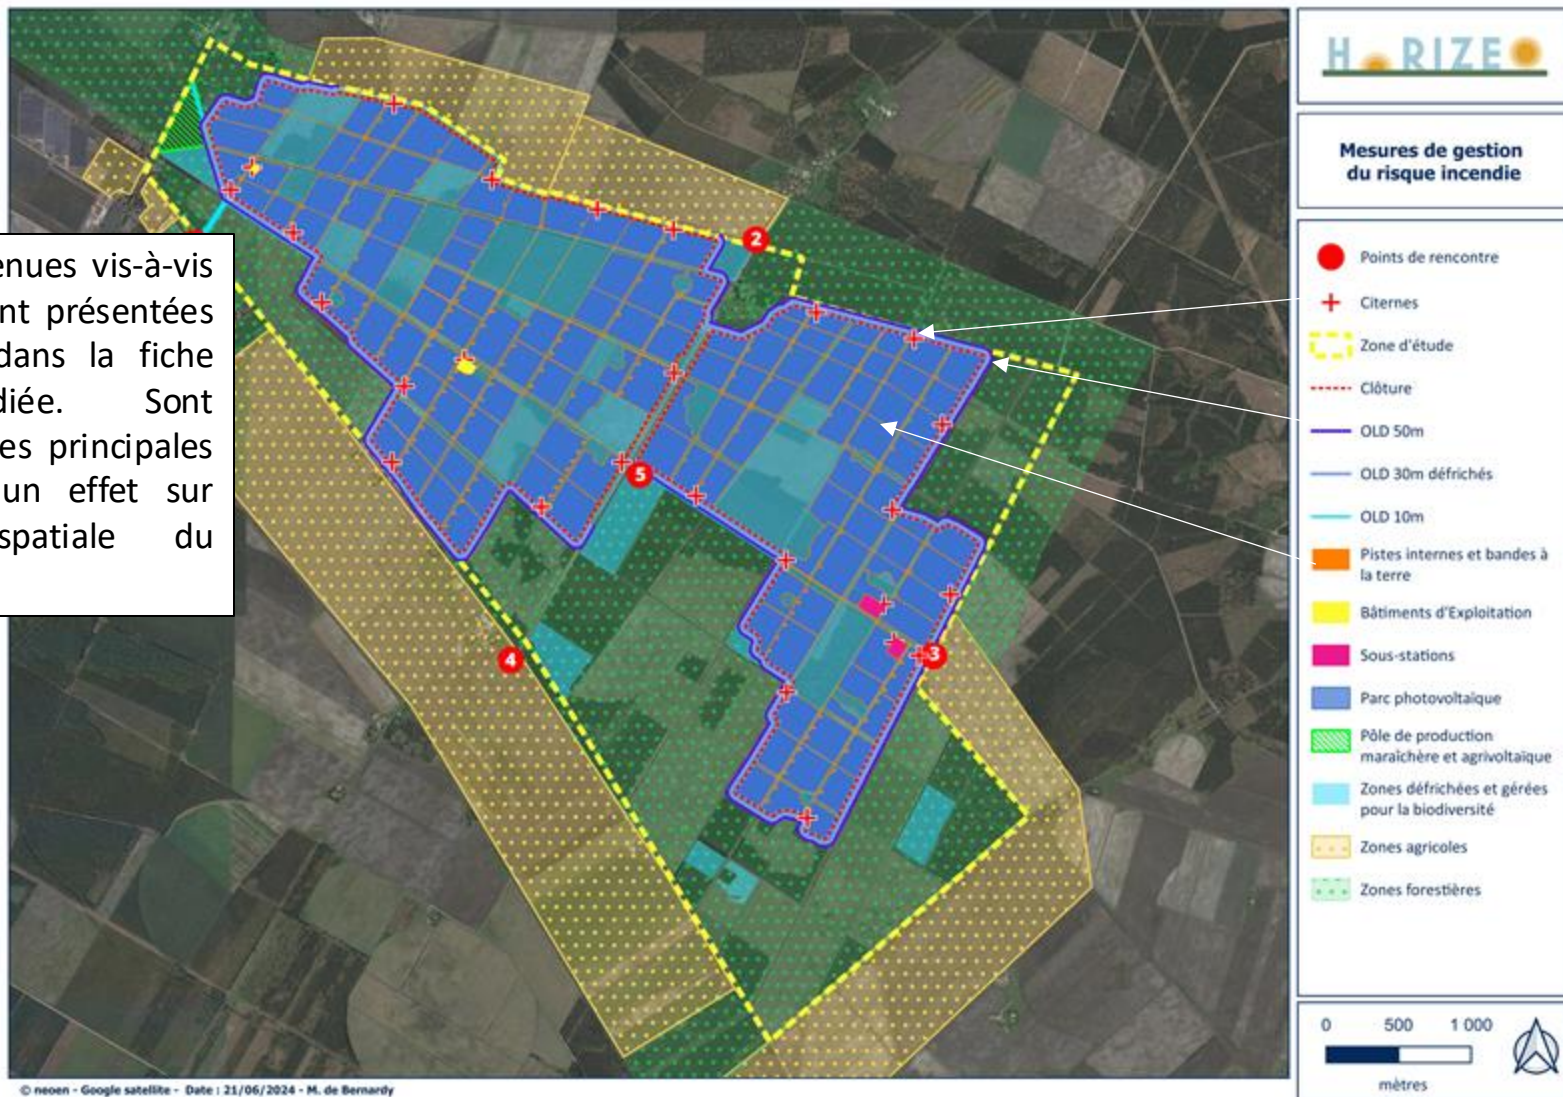 H RIZE
Mesures de gestion
du risque incendie
Points de rencontre
Citernes
Zone d'étude
Clôture
OLD 50m
OLD 30m défrichés
OLD 10m
Pistes internes et bandes à
la terre
Bâtiments d'Exploitation
Sous-stations
Parc photovoltaïque
Pôle de production
maraîchère et agrivoltaïque
Zones défrichées et gérées
pour la biodiversité
Zones agricoles
Zones forestières
0 500 1 000
mètres
enues vis-à-vis
nt présentées
dans la fiche
diée. Sont
es principales
un effet sur
spatiale du
2
5
4
3
© neoen - Google satellite - Date : 21/06/2024 - M. de Bernardy